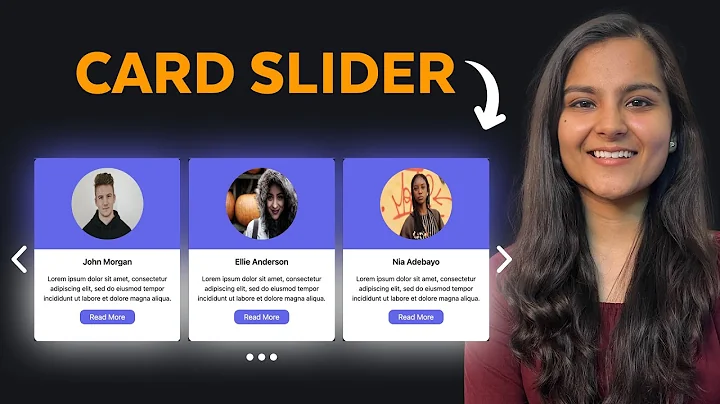 CARD SLIDER
John Morgan
Lorem ipsum dolor sit amet, consectetur
adipiscing elit, sed do eiusmod tempor
incididunt ut labore et dolore magna aliqua.
Read More
Ellie Anderson
Lorem ipsum dolor sit amet, consectetur
adipiscing elit, sed do eiusmod tempor
incididunt ut labore et dolore magna aliqua.
Read More
Nia Adebayo
Lorem ipsum dolor sit amet, consectetur
adipiscing elit, sed do eiusmod tempor
incididunt ut labore et dolore magna aliqua.
Read More